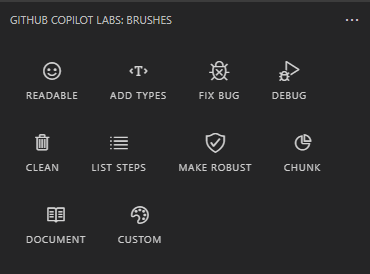 GITHUB COPILOT LABS: BRUSHES
READABLE ADD TYPES FIX BUG DEBUG
CLEAN LIST STEPS MAKE ROBUST CHUNK
DOCUMENT CUSTOM